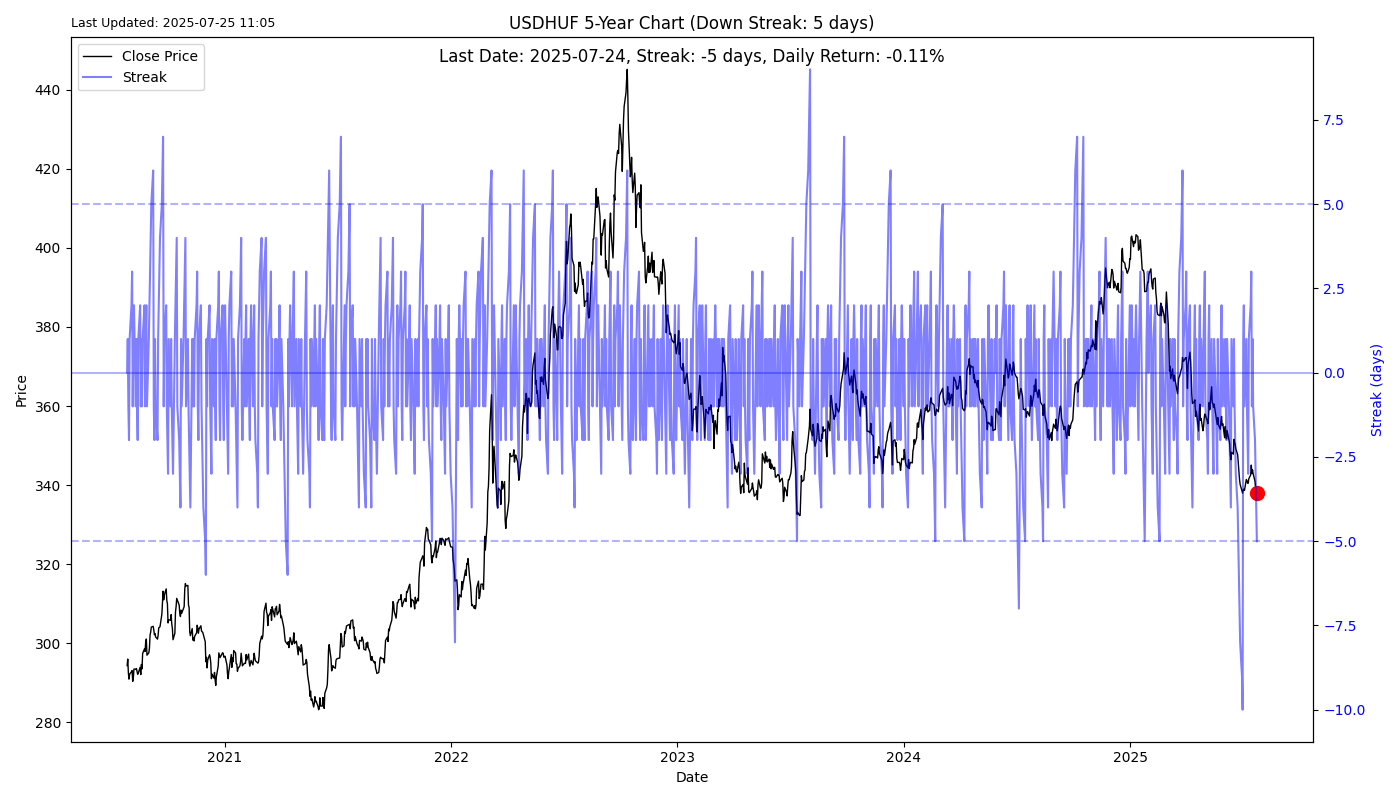 Last Updated: 2025-07-25 11:05
USDHUF 5-Year Chart (Down Streak: 5 days)
Last Date: 2025-07-24, Streak: -5 days, Daily Return: -0.11%
Close Price
Streak
440
420
400
380
360
340
320
300
280
Price
7.5
5.0
2.5
0.0
−2.5
−5.0
−7.5
−10.0
Streak (days)
2021
2022
2023
2024
2025
Date